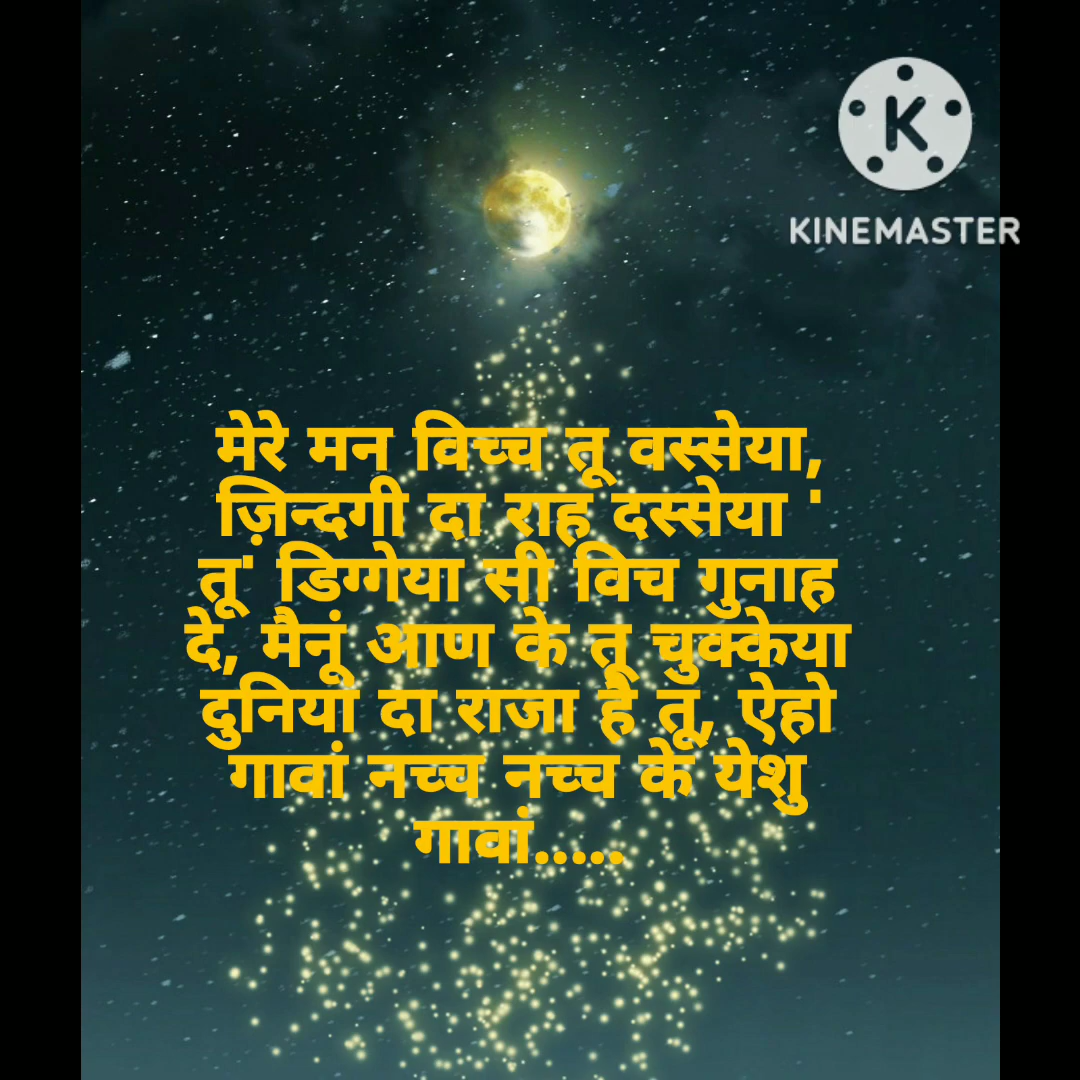 KINEMASTER
मेरे मन विच्च तू वस्सेया,
ज़िन्दगी दा राह दस्सेया '
तू' डिग्गेया सी विच गुनाह
दे, मैनूं आण के तू चुक्केया
दुनिया दा राजा है तू, ऐहो
गावां नच्च नच्च के येशु
गावां.....